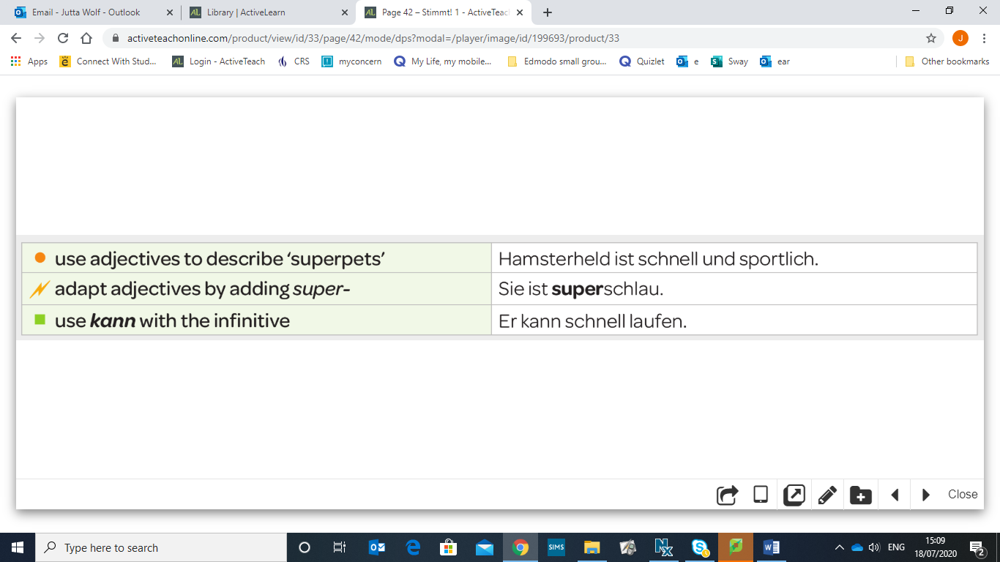 Email - Jutta Wolf - Outlook
Library | ActiveLearn
Page 42 – Stimmt! 1 - ActiveTeac
activeteachonline.com/product/view/id/33/page/42/mode/dps?modal=/player/image/id/199693/product/33
J
Apps
Connect With Stud...
Login - ActiveTeach
CRS
myconcern
My Life, my mobile...
Edmodo small grou...
Quizlet
e
Sway
ear
Other bookmarks
use adjectives to describe ‘superpets’
Hamsterheld ist schnell und sportlich.
adapt adjectives by adding super-
Sie ist superschlau.
use kann with the infinitive
Er kann schnell laufen.
Close
Type here to search
SIMS
ENG
15:09
18/07/2020
2